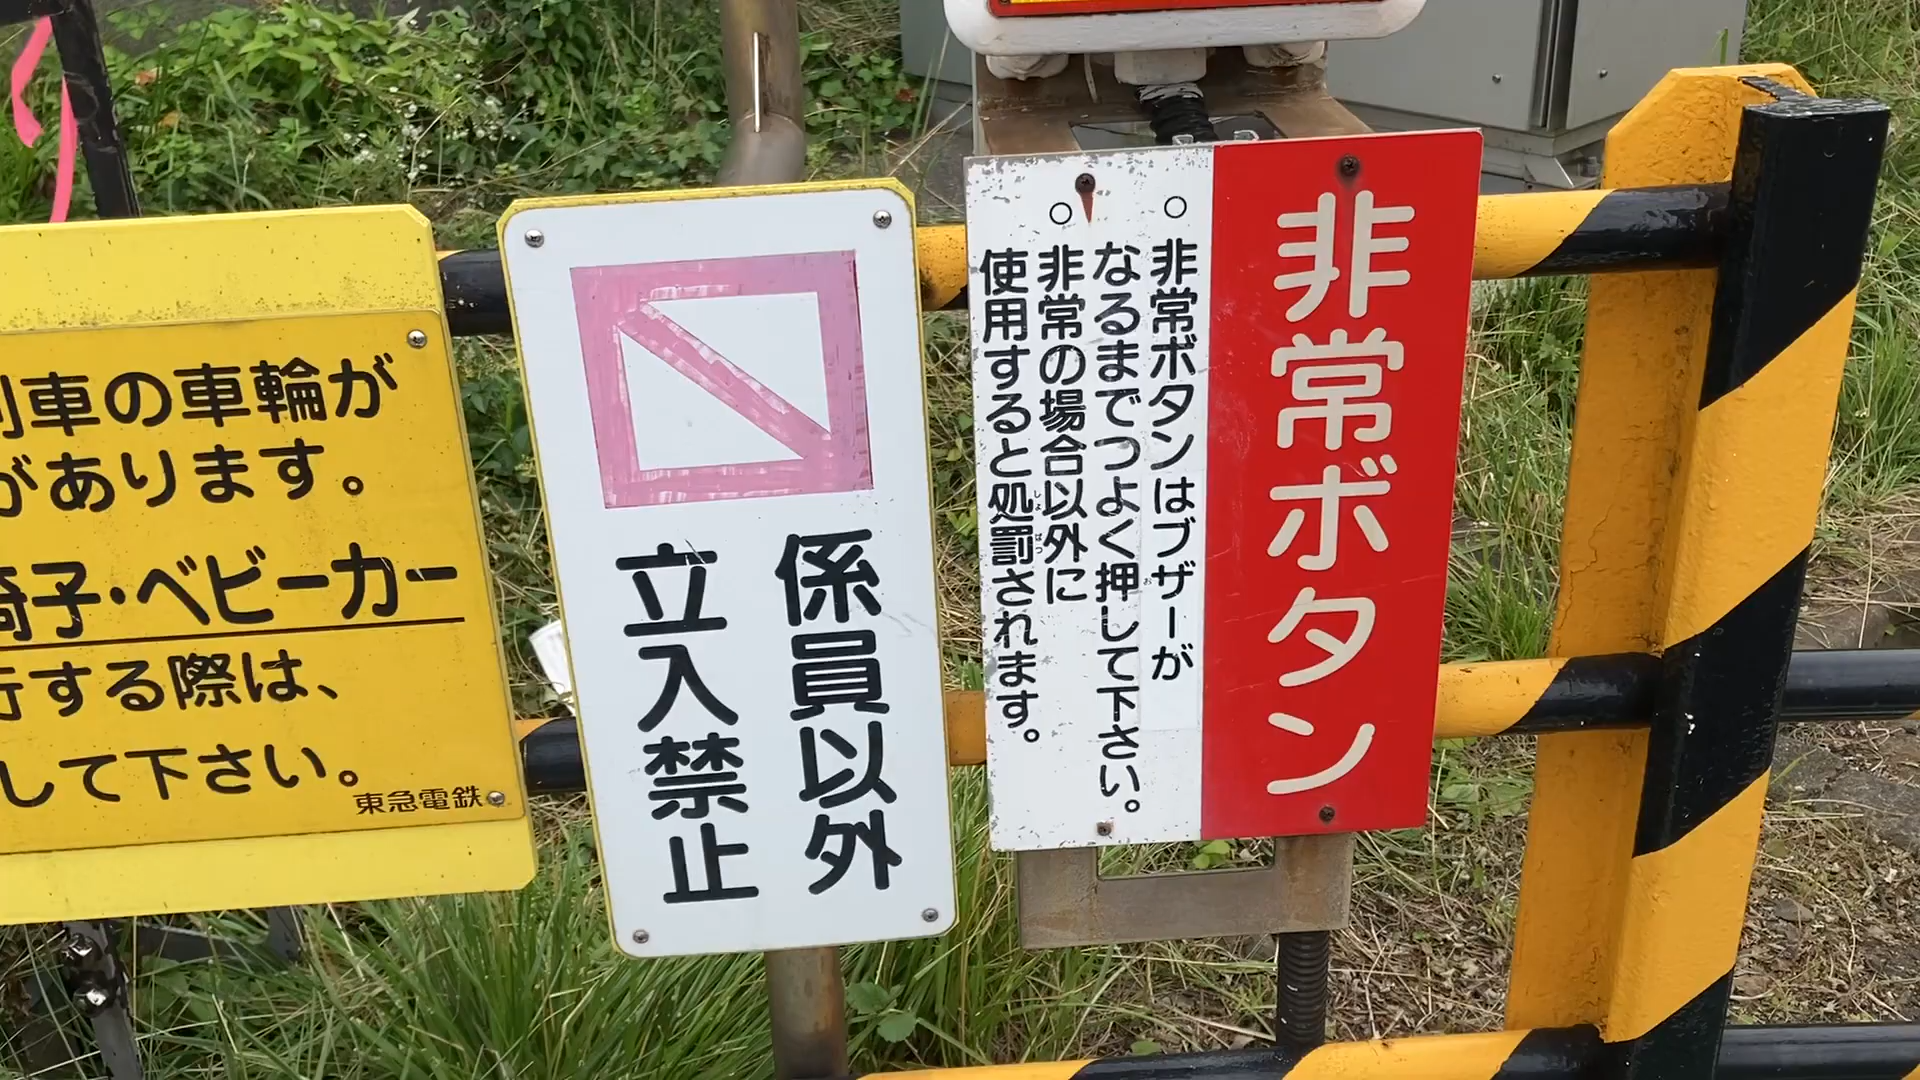 列車の車輪が
があります。
椅子・ベビーカー
行する際は、
して下さい。
東急電鉄
係員以外
立入禁止
非常ボタン
○非常ボタンはブザーが
なるまでつよく押して下さい。
○非常の場合以外に
使用すると処罰されます。